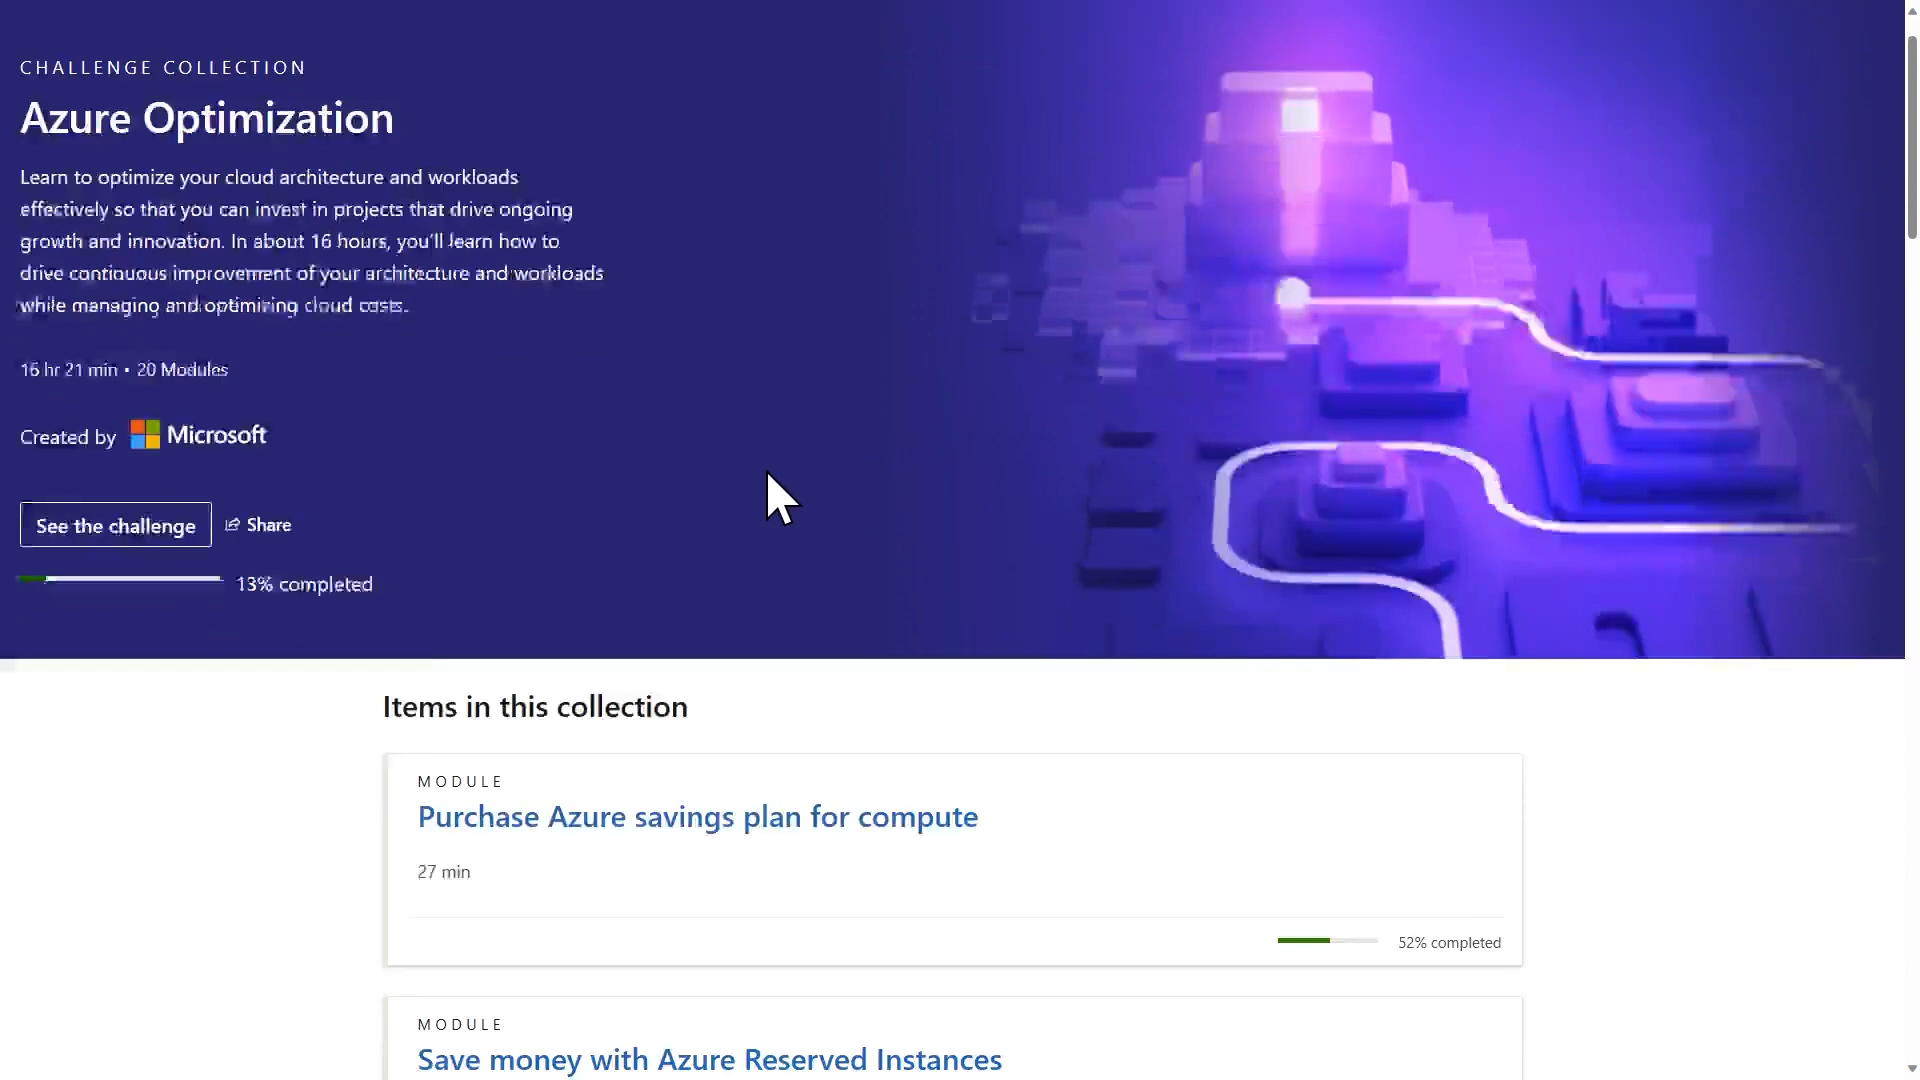 CHALLENGE COLLECTION
Azure Optimization
Learn to optimize your cloud architecture and workloads
effectively so that you can invest in projects that drive ongoing
growth and innovation. In about 16 hours, you'll learn how to
drive continuous improvement of your architecture and workloads
while managing and optimizing cloud costs.
16 hr 21 min • 20 Modules
Created by Microsoft
See the challenge Share
13% completed
Items in this collection
MODULE
Purchase Azure savings plan for compute
27 min
52% completed
MODULE
Save money with Azure Reserved Instances